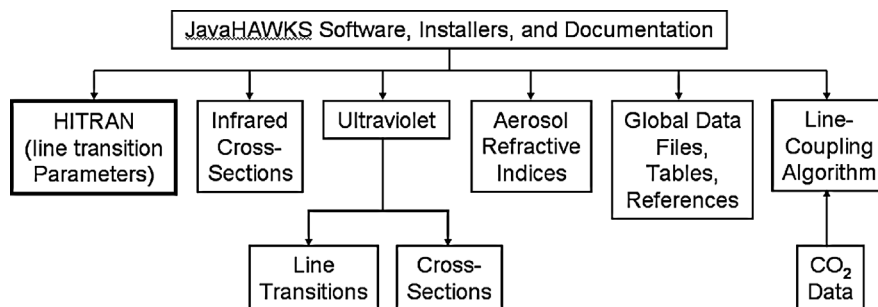 JavaHAWKS Software, Installers, and Documentation
HITRAN
(line transition
Parameters)
Infrared
Cross-
Sections
Ultraviolet
Aerosol
Refractive
Indices
Global Data
Files,
Tables,
References
Line-
Coupling
Algorithm
Line
Transitions
Cross-
Sections
CO₂
Data